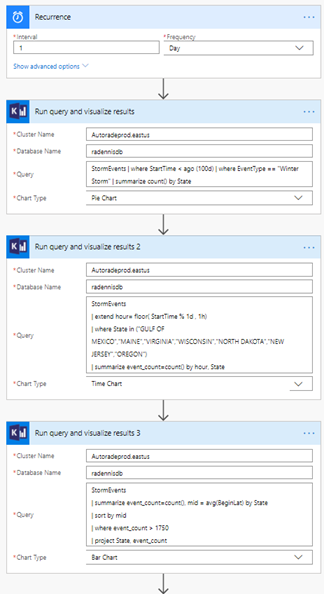 Recurrence
*Interval
*Frequency
1
Day
Show advanced options
Run query and visualize results
*Cluster Name
Autoradeprod.eastus
*Database Name
radennisdb
*Query
StormEvents | where StartTime < ago (100d) | where EventType == "Winter
Storm" | summarize count() by State
*Chart Type
Pie Chart
Run query and visualize results 2
*Cluster Name
Autoradeprod.eastus
*Database Name
radennisdb
*Query
StormEvents
| extend hour= floor( StartTime % 1d , 1h)
| where State in ("GULF OF
MEXICO","MAINE","VIRGINIA","WISCONSIN","NORTH DAKOTA","NEW
JERSEY","OREGON")
| summarize event_count=count() by hour, State
*Chart Type
Time Chart
Run query and visualize results 3
*Cluster Name
Autoradeprod.eastus
*Database Name
radennisdb
*Query
StormEvents
| summarize event_count=count(), mid = avg(BeginLat) by State
| sort by mid
| where event_count > 1750
| project State, event_count
*Chart Type
Bar Chart